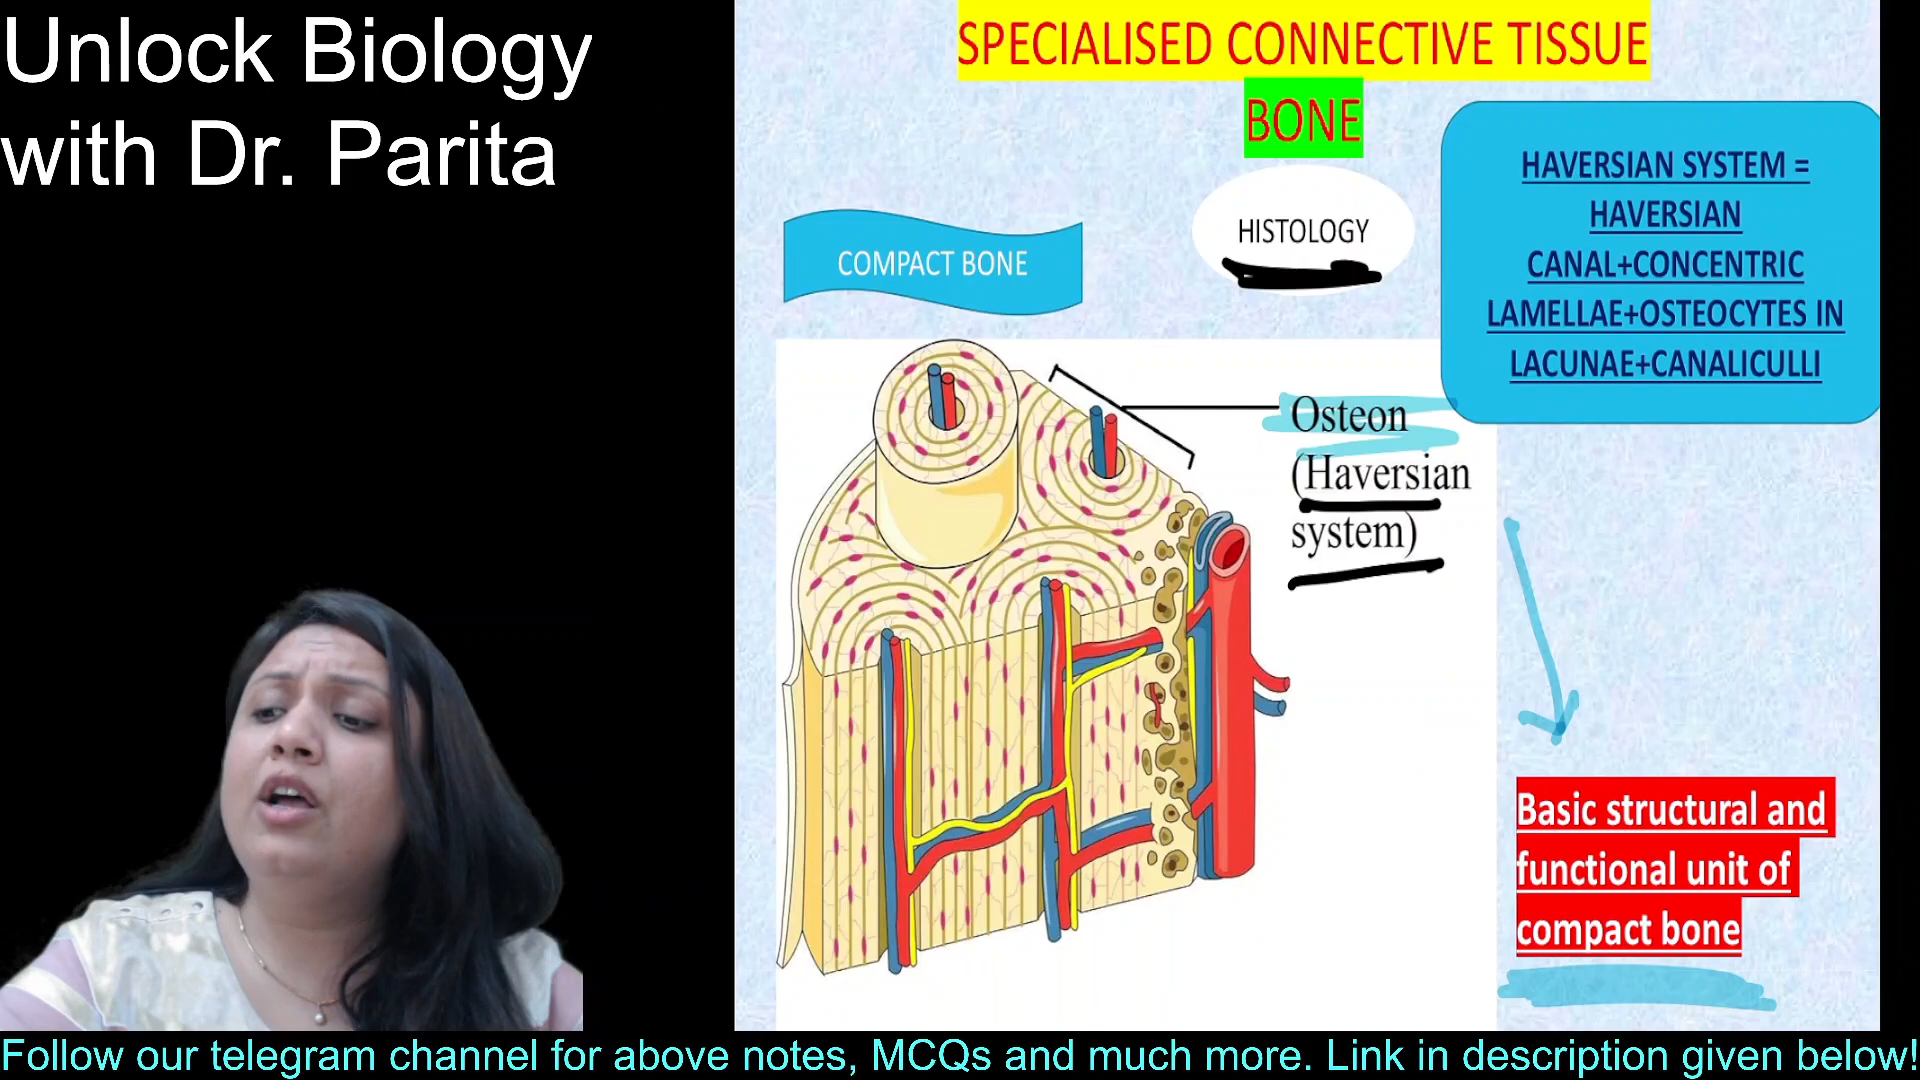 Unlock Biology
with Dr. Parita
SPECIALISED CONNECTIVE TISSUE
BONE
HISTOLOGY
COMPACT BONE
HAVERSIAN SYSTEM =
HAVERSIAN
CANAL+CONCENTRIC
LAMELLAE+OSTEOCYTES IN
LACUNAE+CANALICULLI
Osteon
(Haversian
system)
Basic structural and
functional unit of
compact bone
Follow our telegram channel for above notes, MCQs and much more. Link in description given below!